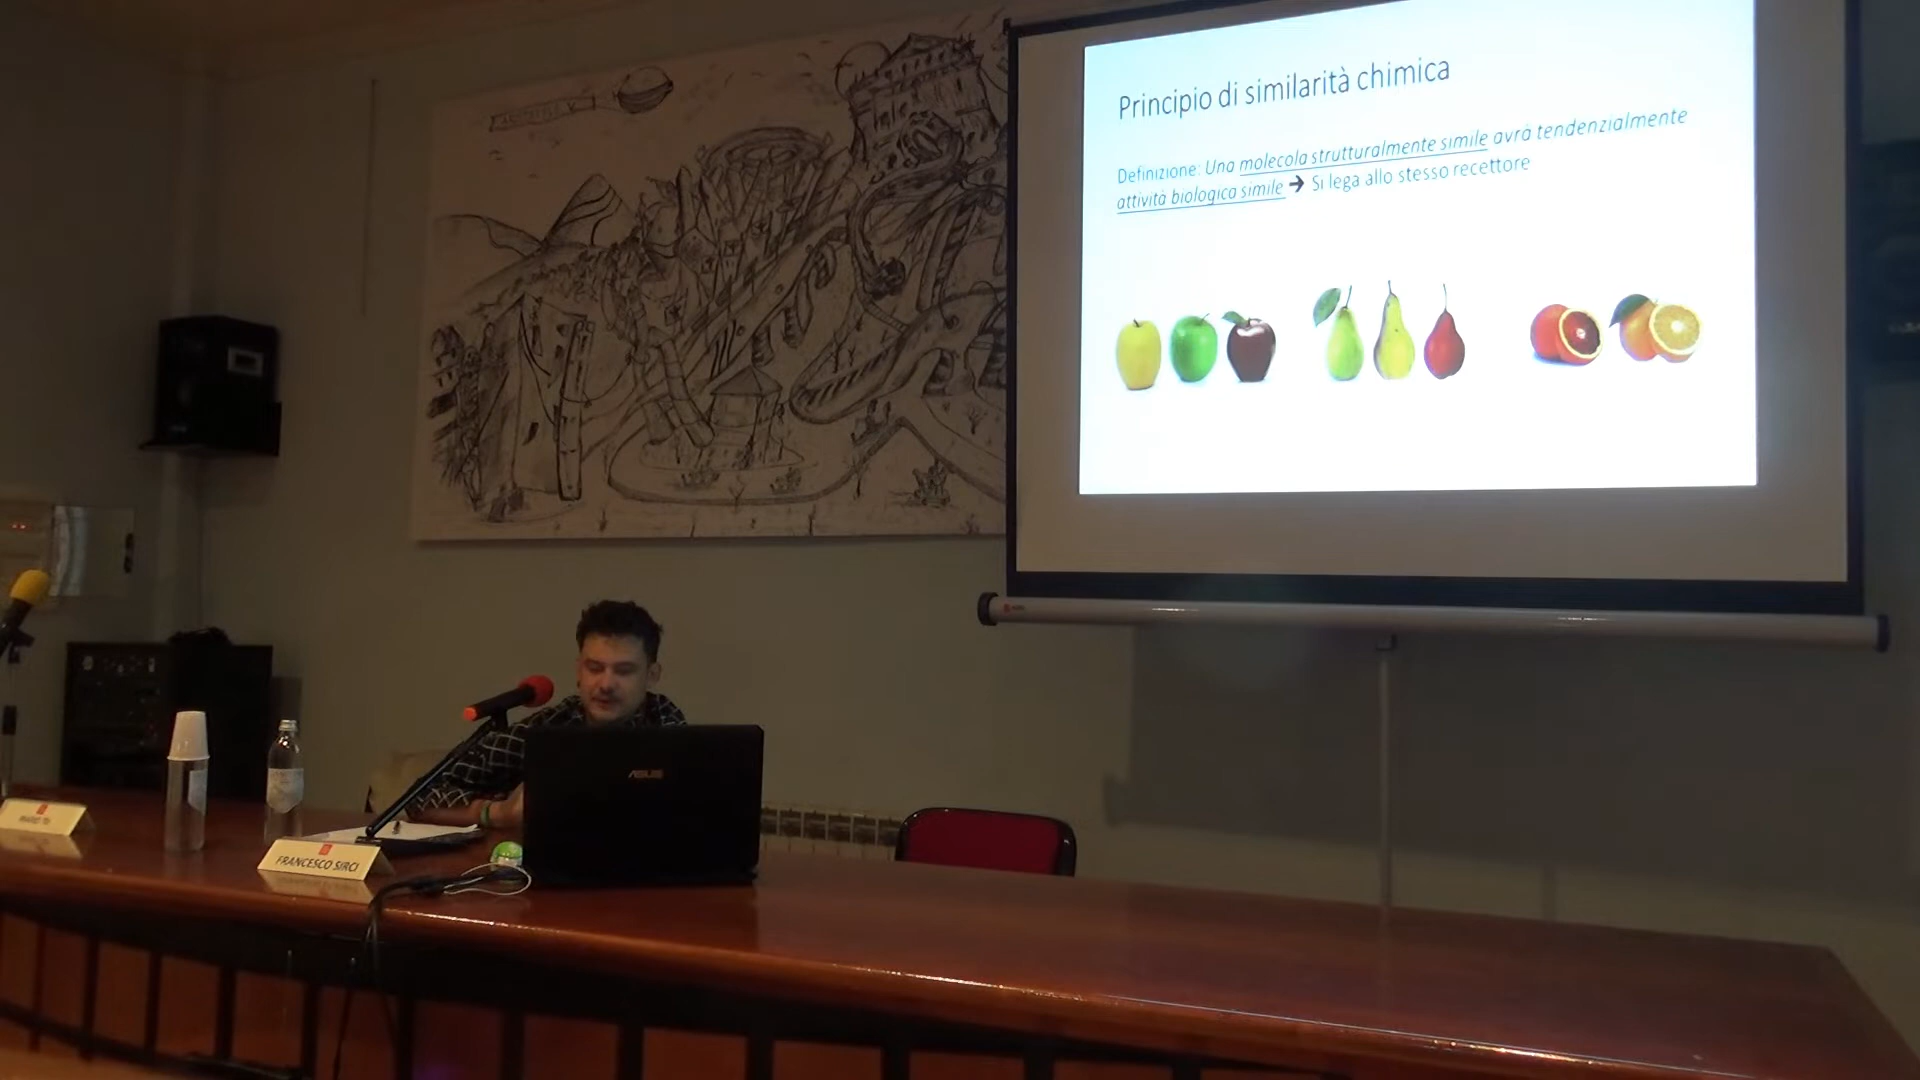 Principio di similarità chimica
Definizione: Una molecola strutturalmente simile avrà tendenzialmente
attività biologica simile → Si lega allo stesso recettore
ASUS
FRANCESCO SIRCI